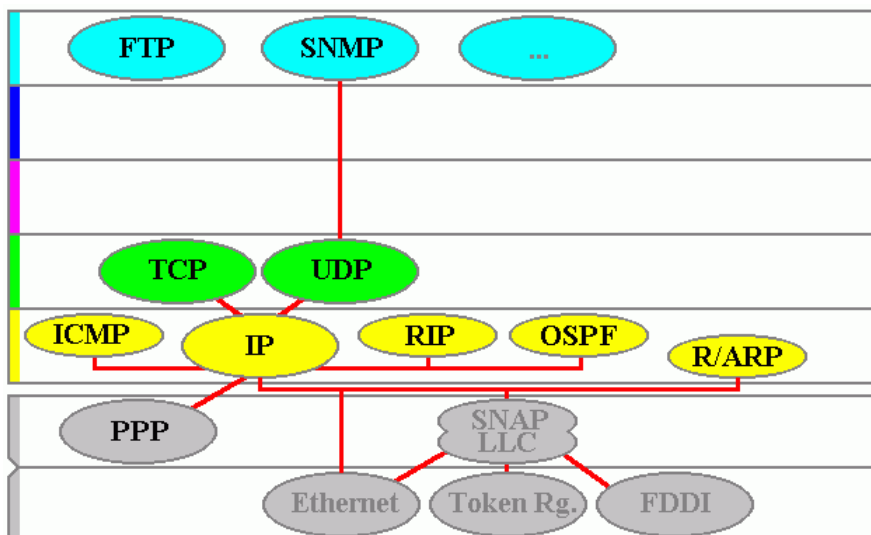 FTP
SNMP
...
TCP
UDP
ICMP
IP
RIP
OSPF
R/ARP
PPP
SNAP
LLC
Ethernet
Token Rg.
FDDI